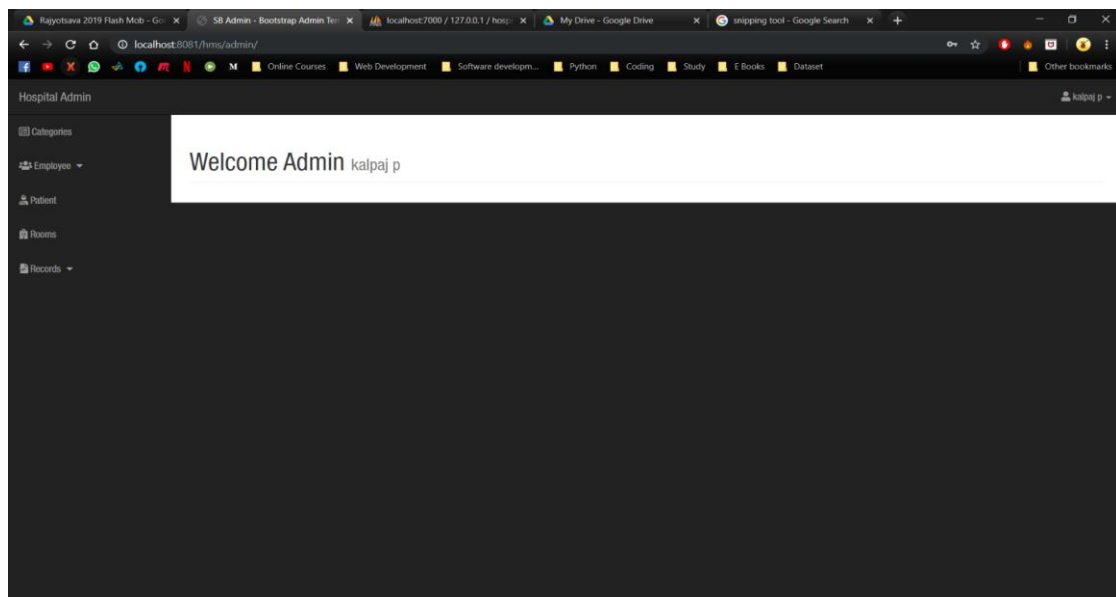 Rajyotsava 2019 Flash Mob - Go
SB Admin - Bootstrap Admin Tem
localhost:7000 / 127.0.0.1 / hosp
My Drive - Google Drive
snipping tool - Google Search
localhost:8081/hms/admin/
M
Online Courses
Web Development
Software developm...
Python
Coding
Study
E Books
Dataset
Other bookmarks
Hospital Admin
kalpaj p
Categories
Employee
Patient
Rooms
Records
Welcome Admin kalpaj p